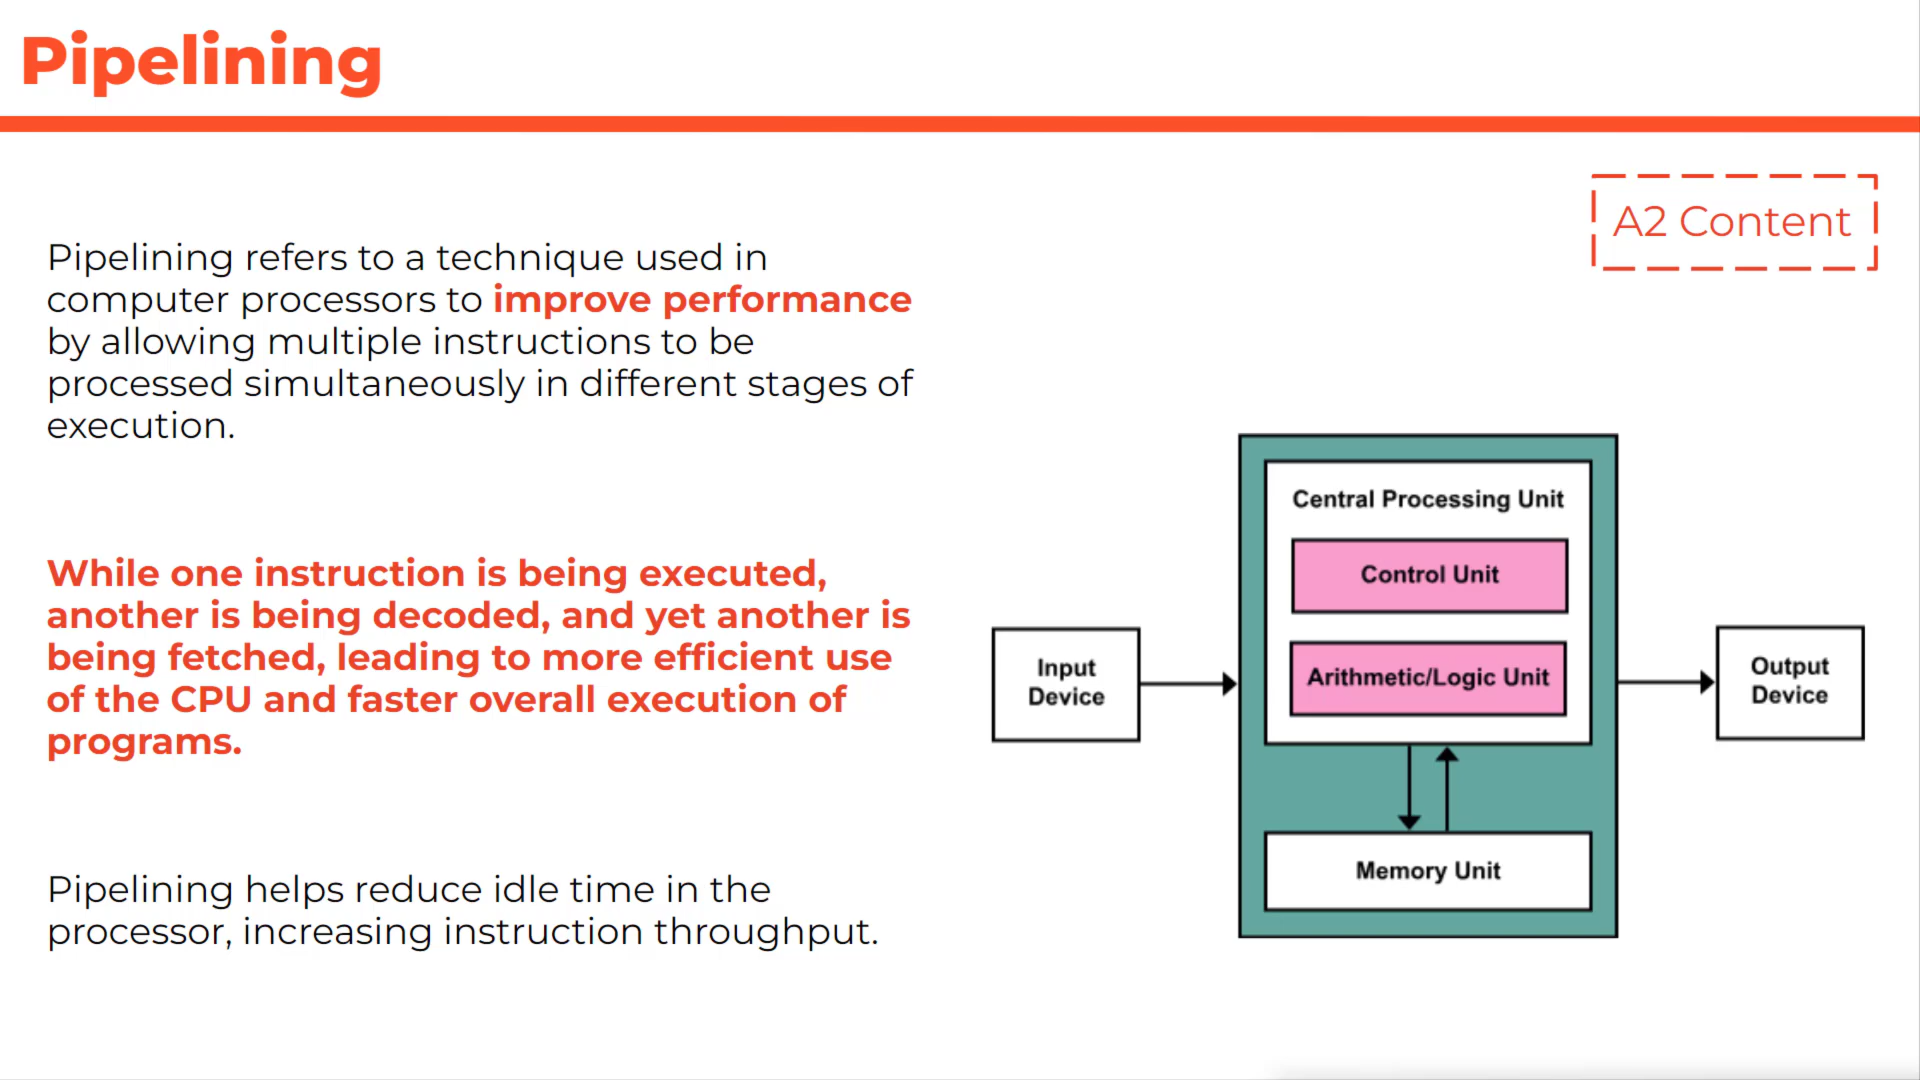 Pipelining
A2 Content
Pipelining refers to a technique used in
computer processors to improve performance
by allowing multiple instructions to be
processed simultaneously in different stages of
execution.
While one instruction is being executed,
another is being decoded, and yet another is
being fetched, leading to more efficient use
of the CPU and faster overall execution of
programs.
Pipelining helps reduce idle time in the
processor, increasing instruction throughput.
Central Processing Unit
Control Unit
Arithmetic/Logic Unit
Input
Device
Output
Device
Memory Unit